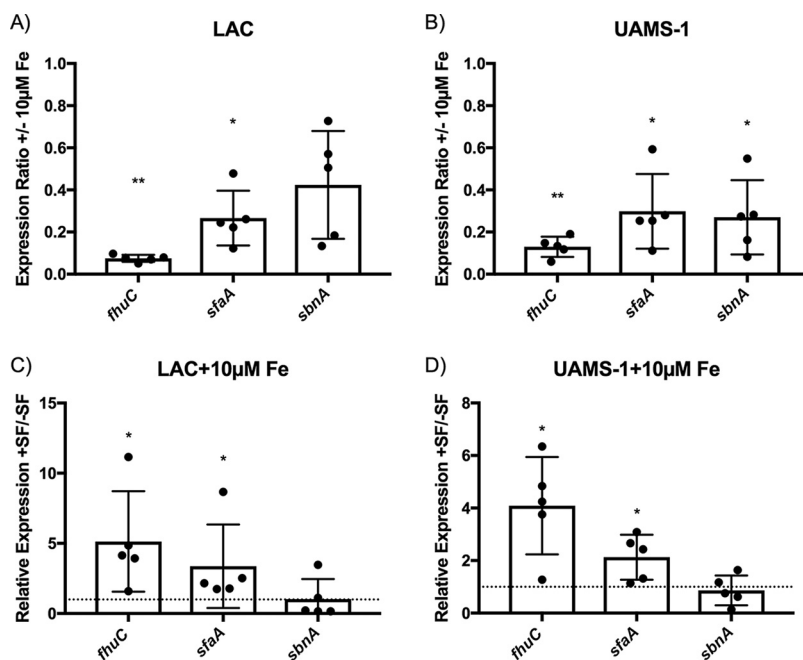 A)
LAC
Expression Ratio +/- 10µM Fe
1.0
0.8
0.6
0.4
0.2
0.0
**
*
fhuC
sfaA
sbnA
B)
UAMS-1
Expression Ratio +/- 10µM Fe
1.0
0.8
0.6
0.4
0.2
0.0
**
*
*
fhuC
sfaA
sbnA
C)
LAC+10µM Fe
Relative Expression +SF/-SF
15
10
5
0
*
*
fhuC
sfaA
sbnA
D)
UAMS-1+10µM Fe
Relative Expression +SF/-SF
8
6
4
2
0
*
*
fhuC
sfaA
sbnA